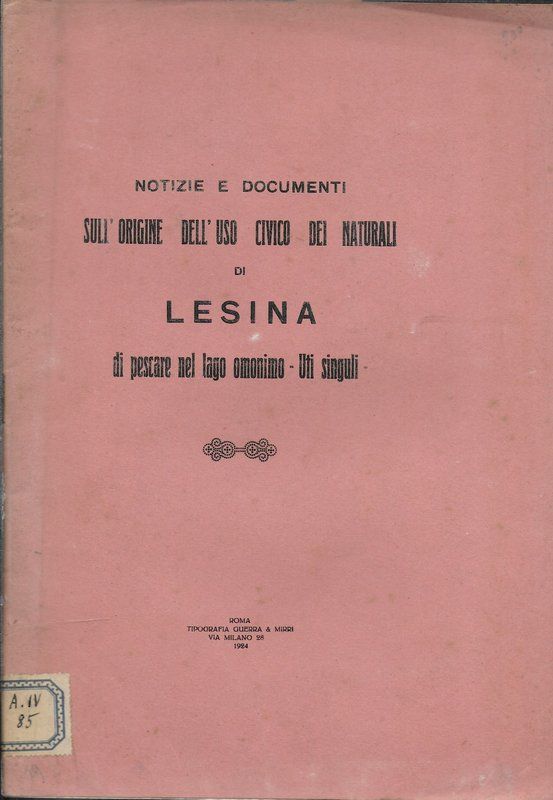 NOTIZIE E DOCUMENTI
SULL' ORIGINE DELL' USO CIVICO DEI NATURALI
DI
LESINA
di pescare nel lago omonimo - Uti singuli
ROMA
TIPOGRAFIA GUERRA & MIRRI
VIA MILANO 28
1924
A.IV
85